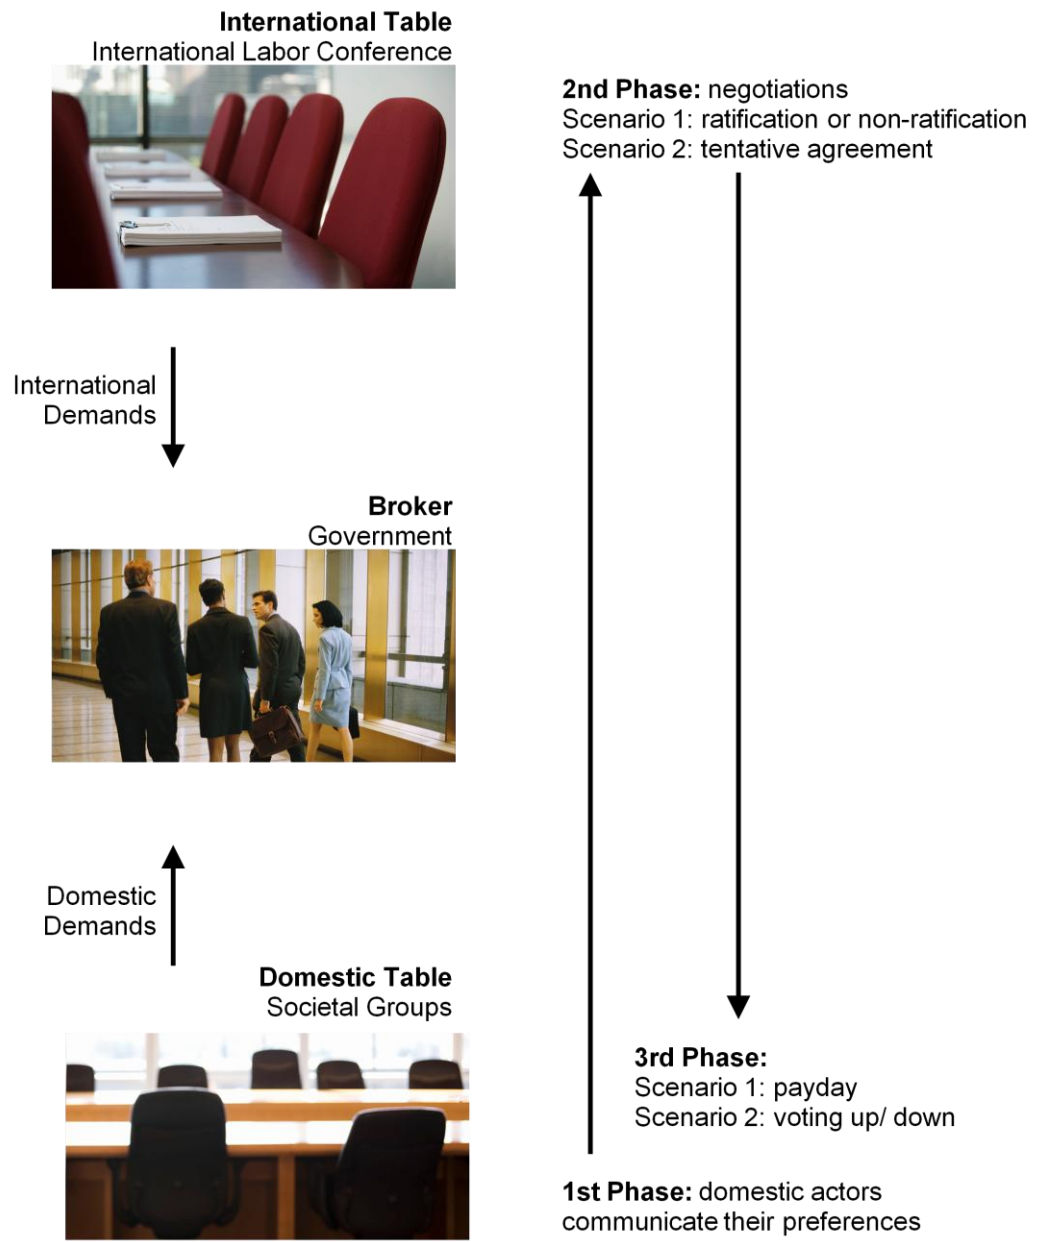 International Table
International Labor Conference
2nd Phase: negotiations
Scenario 1: ratification or non-ratification
Scenario 2: tentative agreement
International
Demands
Broker
Government
Domestic
Demands
Domestic Table
Societal Groups
3rd Phase:
Scenario 1: payday
Scenario 2: voting up/ down
1st Phase: domestic actors
communicate their preferences